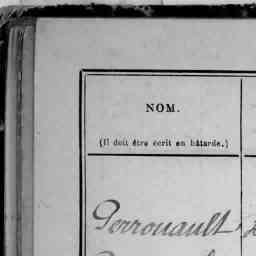 NOM.
(Il doit être écrit en bâtarde.)
Perrouault